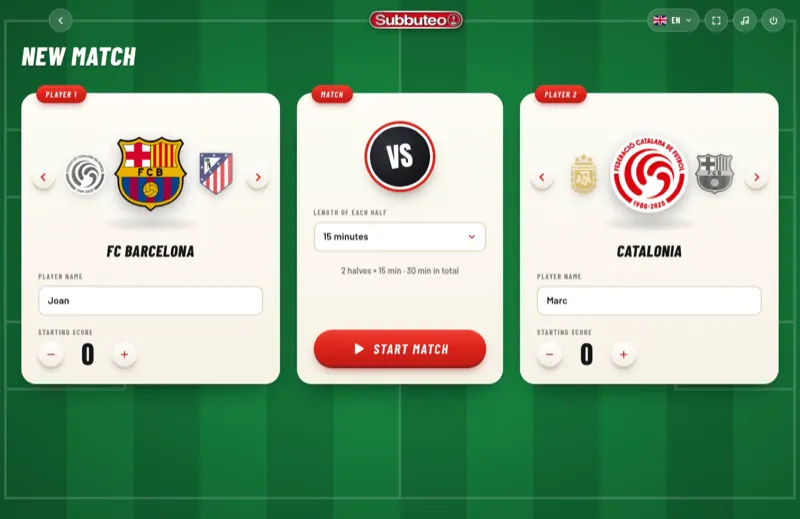 Subbuteo
EN
NEW MATCH
PLAYER 1
FCB
FC BARCELONA
PLAYER NAME
Joan
STARTING SCORE
0
MATCH
VS
LENGTH OF EACH HALF
15 minutes
2 halves × 15 min · 30 min in total
START MATCH
PLAYER 2
AFA
FEDERACIÓ CATALANA DE FUTBOL
1900-2025
FCB
CATALONIA
PLAYER NAME
Marc
STARTING SCORE
0